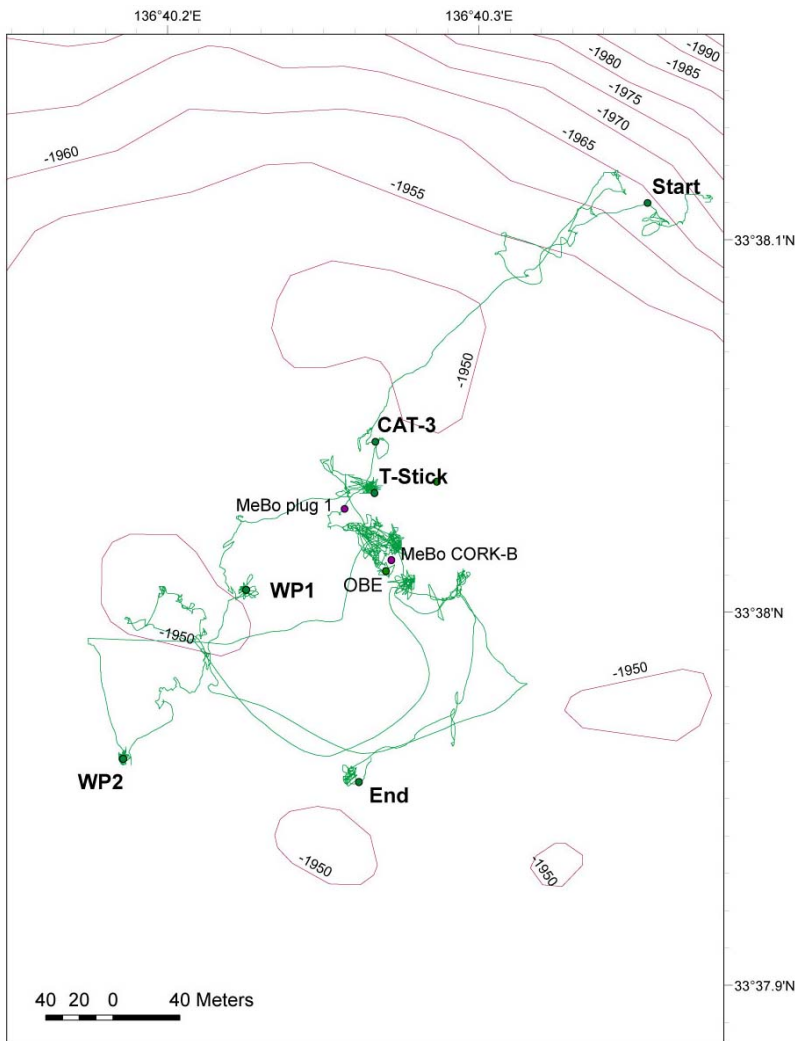 136°40.2'E
136°40.3'E
-1990
-1980
-1985
-1975
-1970
-1965
-1960
-1955
Start
33°38.1'N
-1950
CAT-3
T-Stick
MeBo plug 1
MeBo CORK-B
OBE
WP1
33°38'N
-1950
-1950
WP2
End
-1950
-1950
33°37.9'N
40 20 0 40 Meters